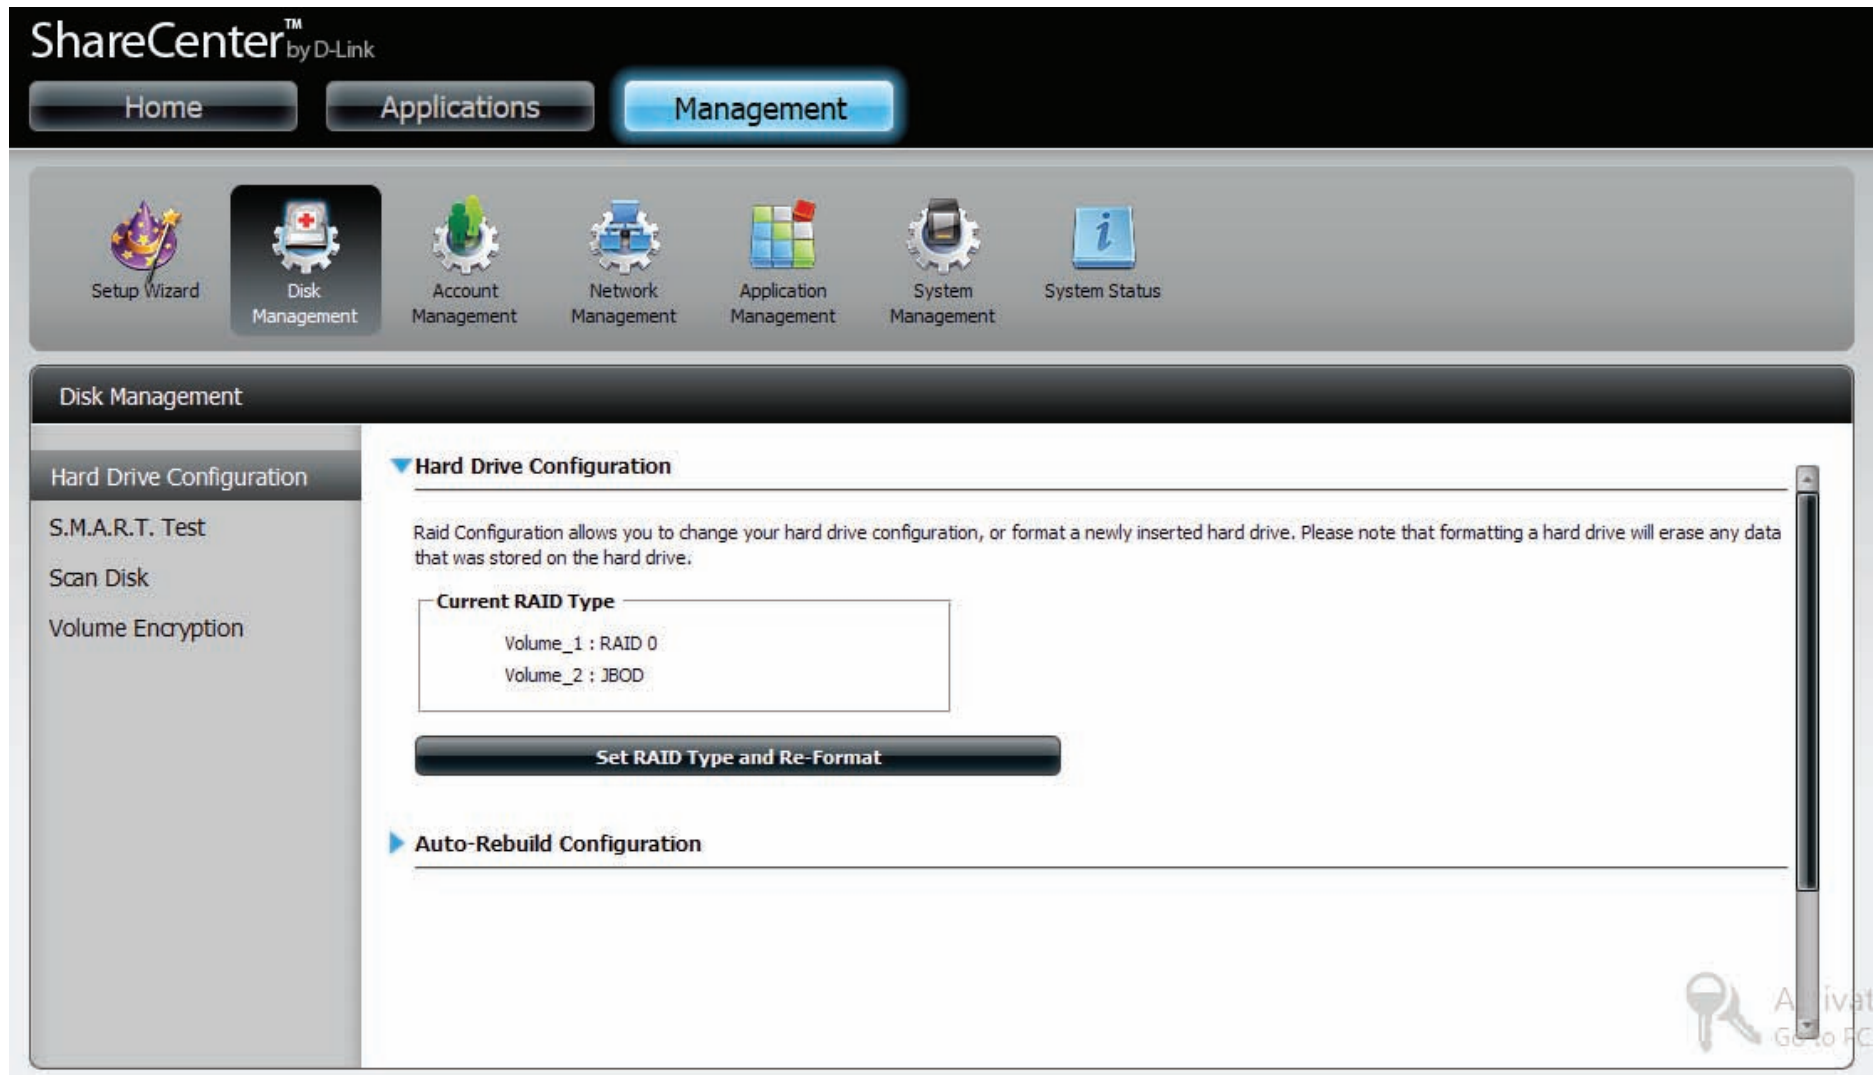 ShareCenter™ by D-Link
Home
Applications
Management
Setup Wizard
Disk
Management
Account
Management
Network
Management
Application
Management
System
Management
System Status
Disk Management
Hard Drive Configuration
S.M.A.R.T. Test
Scan Disk
Volume Encryption
Hard Drive Configuration
Raid Configuration allows you to change your hard drive configuration, or format a newly inserted hard drive. Please note that formatting a hard drive will erase any data
that was stored on the hard drive.
Current RAID Type
Volume_1 : RAID 0
Volume_2 : JBOD
Set RAID Type and Re-Format
Auto-Rebuild Configuration
Go to PC